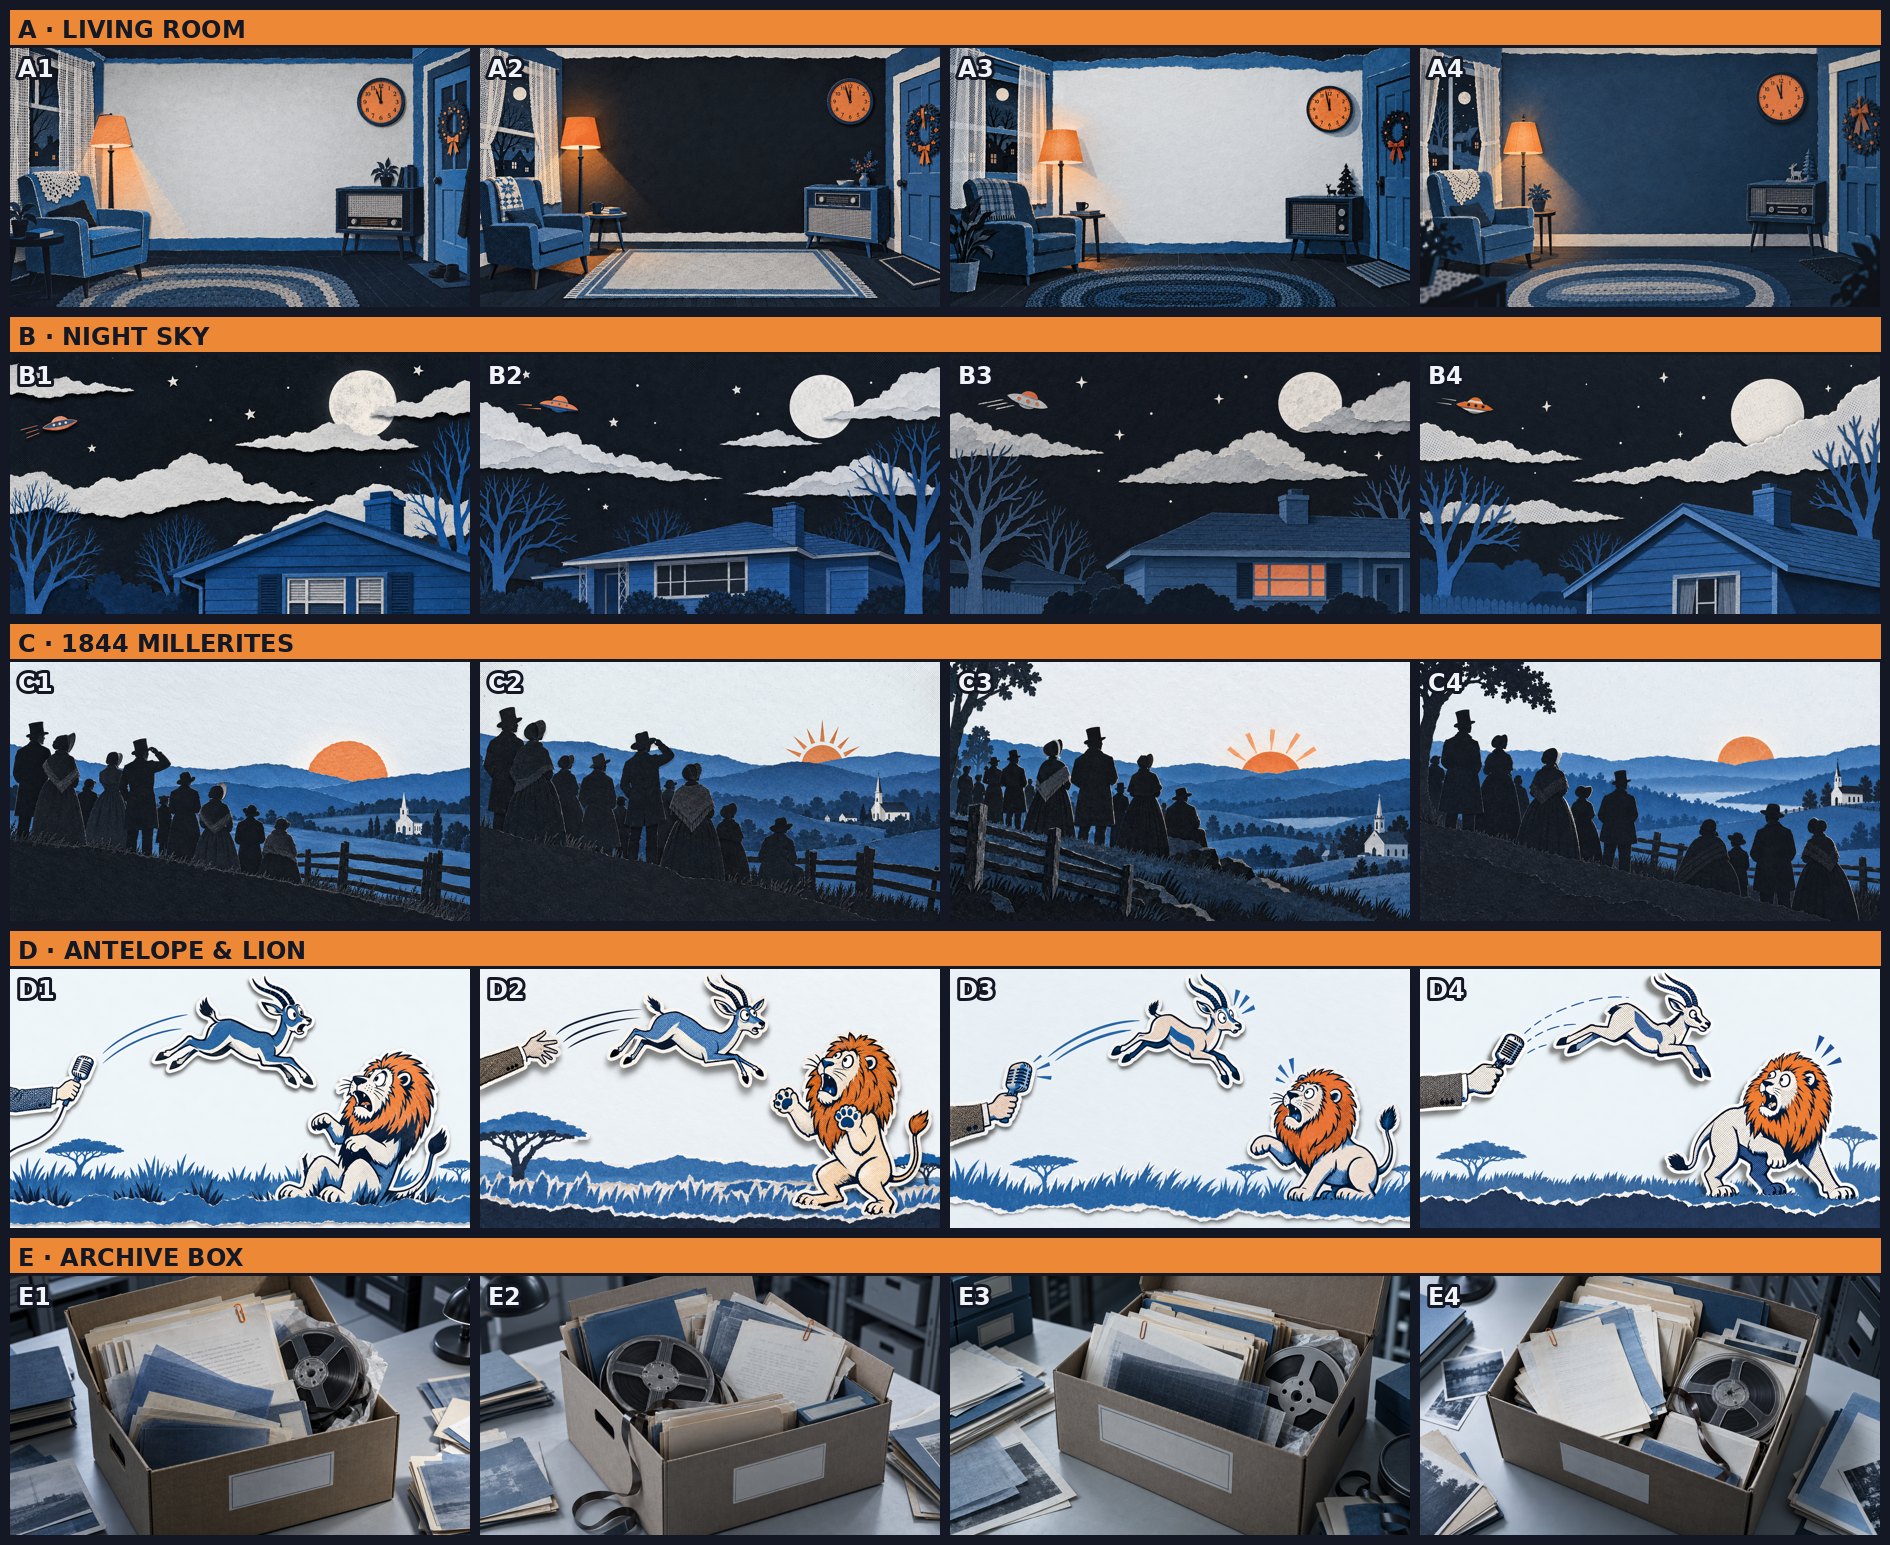 A · LIVING ROOM
A1
A2
A3
A4
B · NIGHT SKY
B1
B2
B3
B4
C · 1844 MILLERITES
C1
C2
C3
C4
D · ANTELOPE & LION
D1
D2
D3
D4
E · ARCHIVE BOX
E1
E2
E3
E4